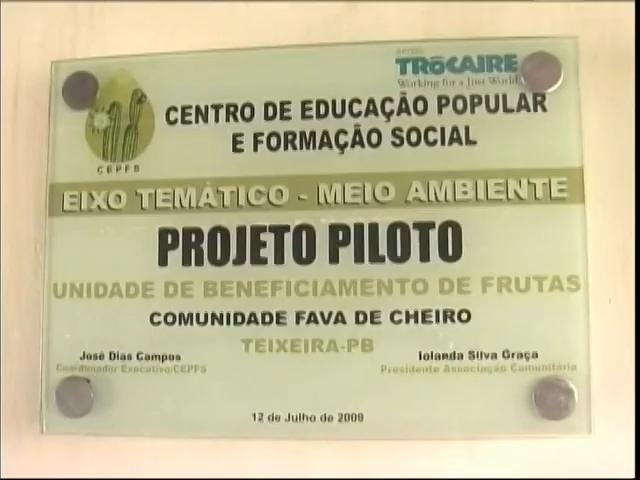 TRÓCAIRE
Working for a Just World
CENTRO DE EDUCAÇÃO POPULAR
E FORMAÇÃO SOCIAL
CEPFS
EIXO TEMÁTICO - MEIO AMBIENTE
PROJETO PILOTO
UNIDADE DE BENEFICIAMENTO DE FRUTAS
COMUNIDADE FAVA DE CHEIRO
TEIXEIRA-PB
José Dias Campos
Coordenador Executivo/CEPFS
Iolanda Silva Graça
Presidente Associação Comunitária
12 de Julho de 2009